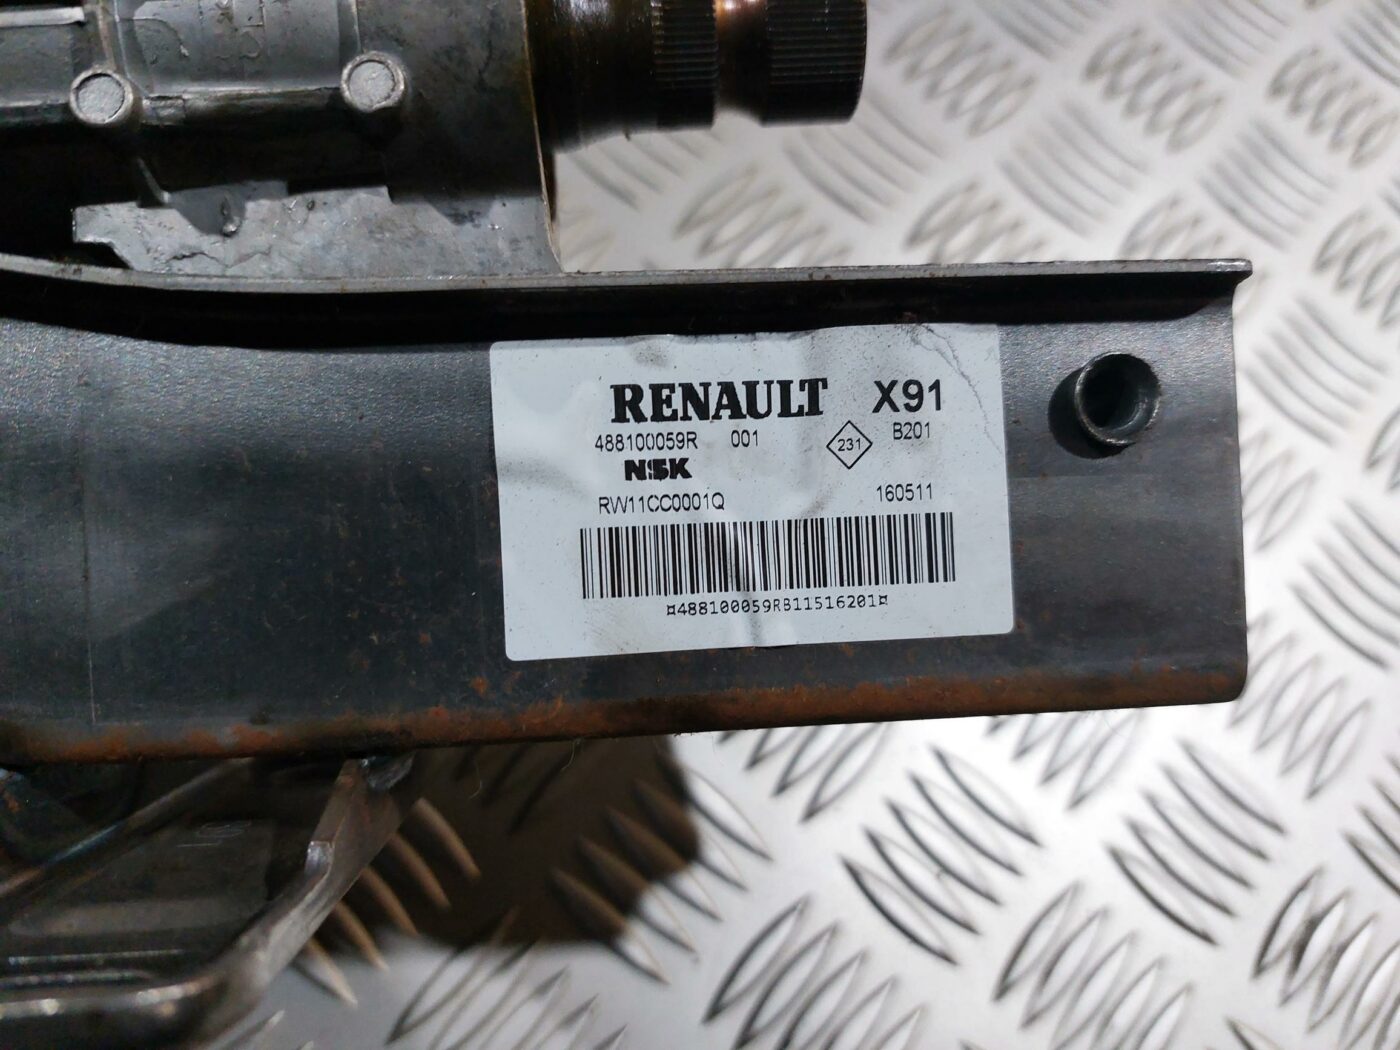 RENAULT X91
488100059R 001 231 B201
NSK
RW11CC0001Q 160511
¤488100059RB11516201¤